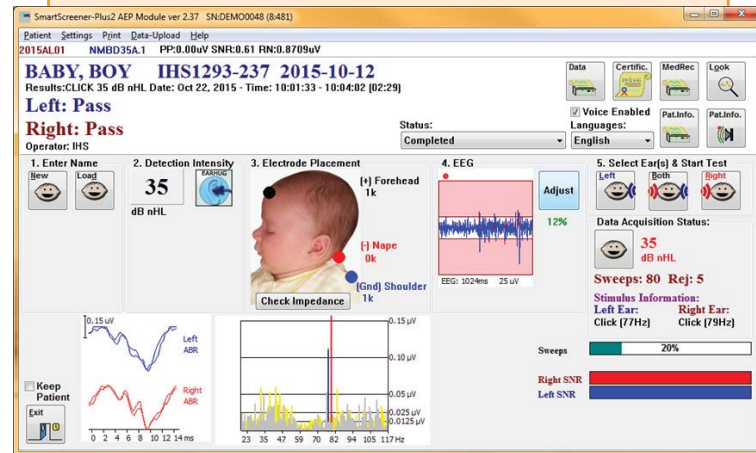 SmartScreener-Plus2 AEP Module ver 2.37 SN:DEMO0048 (8:481)
Patient Settings Print Data-Upload Help
2015AL01 NMBD35A.1 PP:0.00uV SNR:0.61 RN:0.8709uV
BABY, BOY IHS1293-237 2015-10-12
Results:CLICK 35 dB nHL Date: Oct 22, 2015 - Time: 10:01:33 - 10:04:02 (02:29)
Left: Pass
Right: Pass
Operator: IHS
Status:
Completed
Data Certific. MedRec Look
Voice Enabled
Languages:
English
Pat.Info. Pat.Info.
1. Enter Name
New Load
2. Detection Intensity
35
dB nHL
EARHUG
3. Electrode Placement
(+) Forehead
1k
(-) Nape
0k
(Gnd) Shoulder
1k
Check Impedance
4. EEG
Adjust
12%
EEG: 1024ms 25 uV
5. Select Ear(s) & Start Test
Left Both Right
Data Acquisition Status:
35
dB nHL
Sweeps: 80 Rej: 5
Stimulus Information:
Left Ear: Right Ear:
Click (77Hz) Click (79Hz)
Sweeps 20%
Right SNR
Left SNR
Keep
Patient
Exit
0.15 uV
Left
ABR
Right
ABR
0 2 4 6 8 10 12 14 ms
0.15 µV
0.10 µV
0.05 µV
0.025 µV
0.0125 µV
23 35 47 59 70 82 94 105 117 Hz